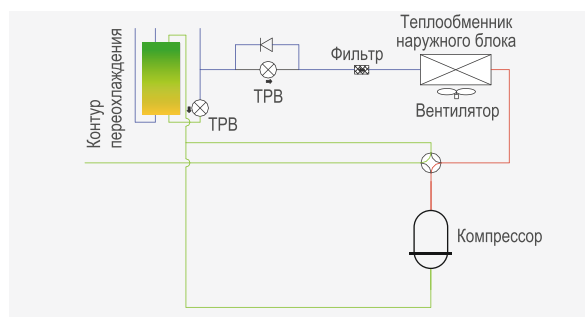 Теплообменник
наружного блока
Фильтр
ТРВ
Вентилятор
ТРВ
Контур
переохлаждения
Компрессор